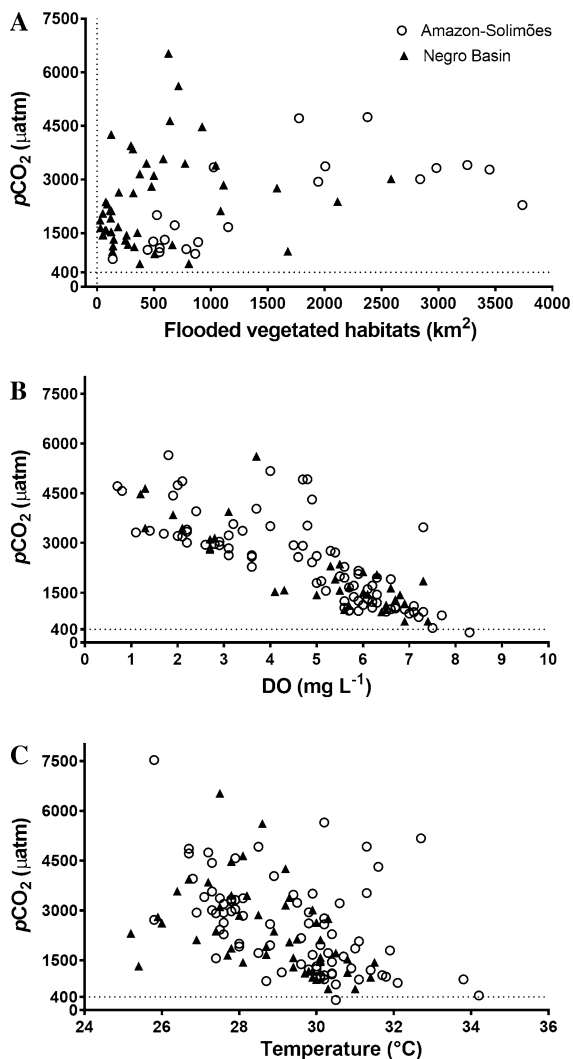 A
Amazon-Solimões
Negro Basin
pCO2 (µatm)
7500
6000
4500
3000
1500
400
0
0 500 1000 1500 2000 2500 3000 3500 4000
Flooded vegetated habitats (km²)
B
pCO2 (µatm)
7500
6000
4500
3000
1500
400
0
0 1 2 3 4 5 6 7 8 9 10
DO (mg L⁻¹)
C
pCO2 (µatm)
7500
6000
4500
3000
1500
400
0
24 26 28 30 32 34 36
Temperature (°C)